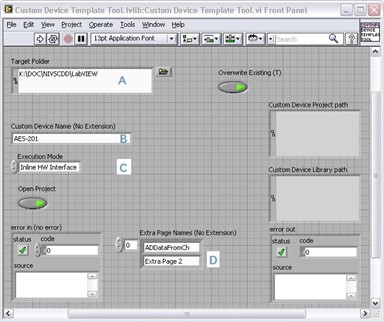 Custom Device Template Tool.lvlib:Custom Device Template Tool.vi Front Panel
File Edit View Project Operate Tools Window Help
13pt Application Font Search
CUSTOM
DEVICE
TEMPLATE
TOOL
Target Folder
K:\DOC\NIVSCDD\LabVIEW
A
Overwrite Existing (T)
Custom Device Project path
Custom Device Name (No Extension)
AES-201
B
Execution Mode
Inline HW Interface
C
Custom Device Library path
Open Project
error in (no error)
status code
0
source
Extra Page Names (No Extension)
0
ADDataFromCh
Extra Page 2
D
error out
status code
0
source